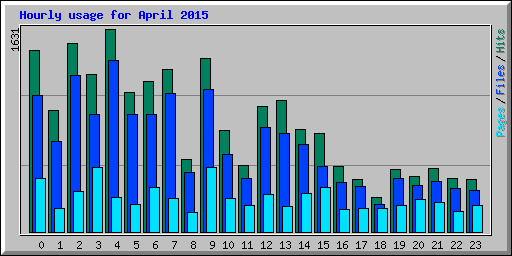 Hourly usage for April 2015
1631
Pages / Files / Hits
0 1 2 3 4 5 6 7 8 9 10 11 12 13 14 15 16 17 18 19 20 21 22 23